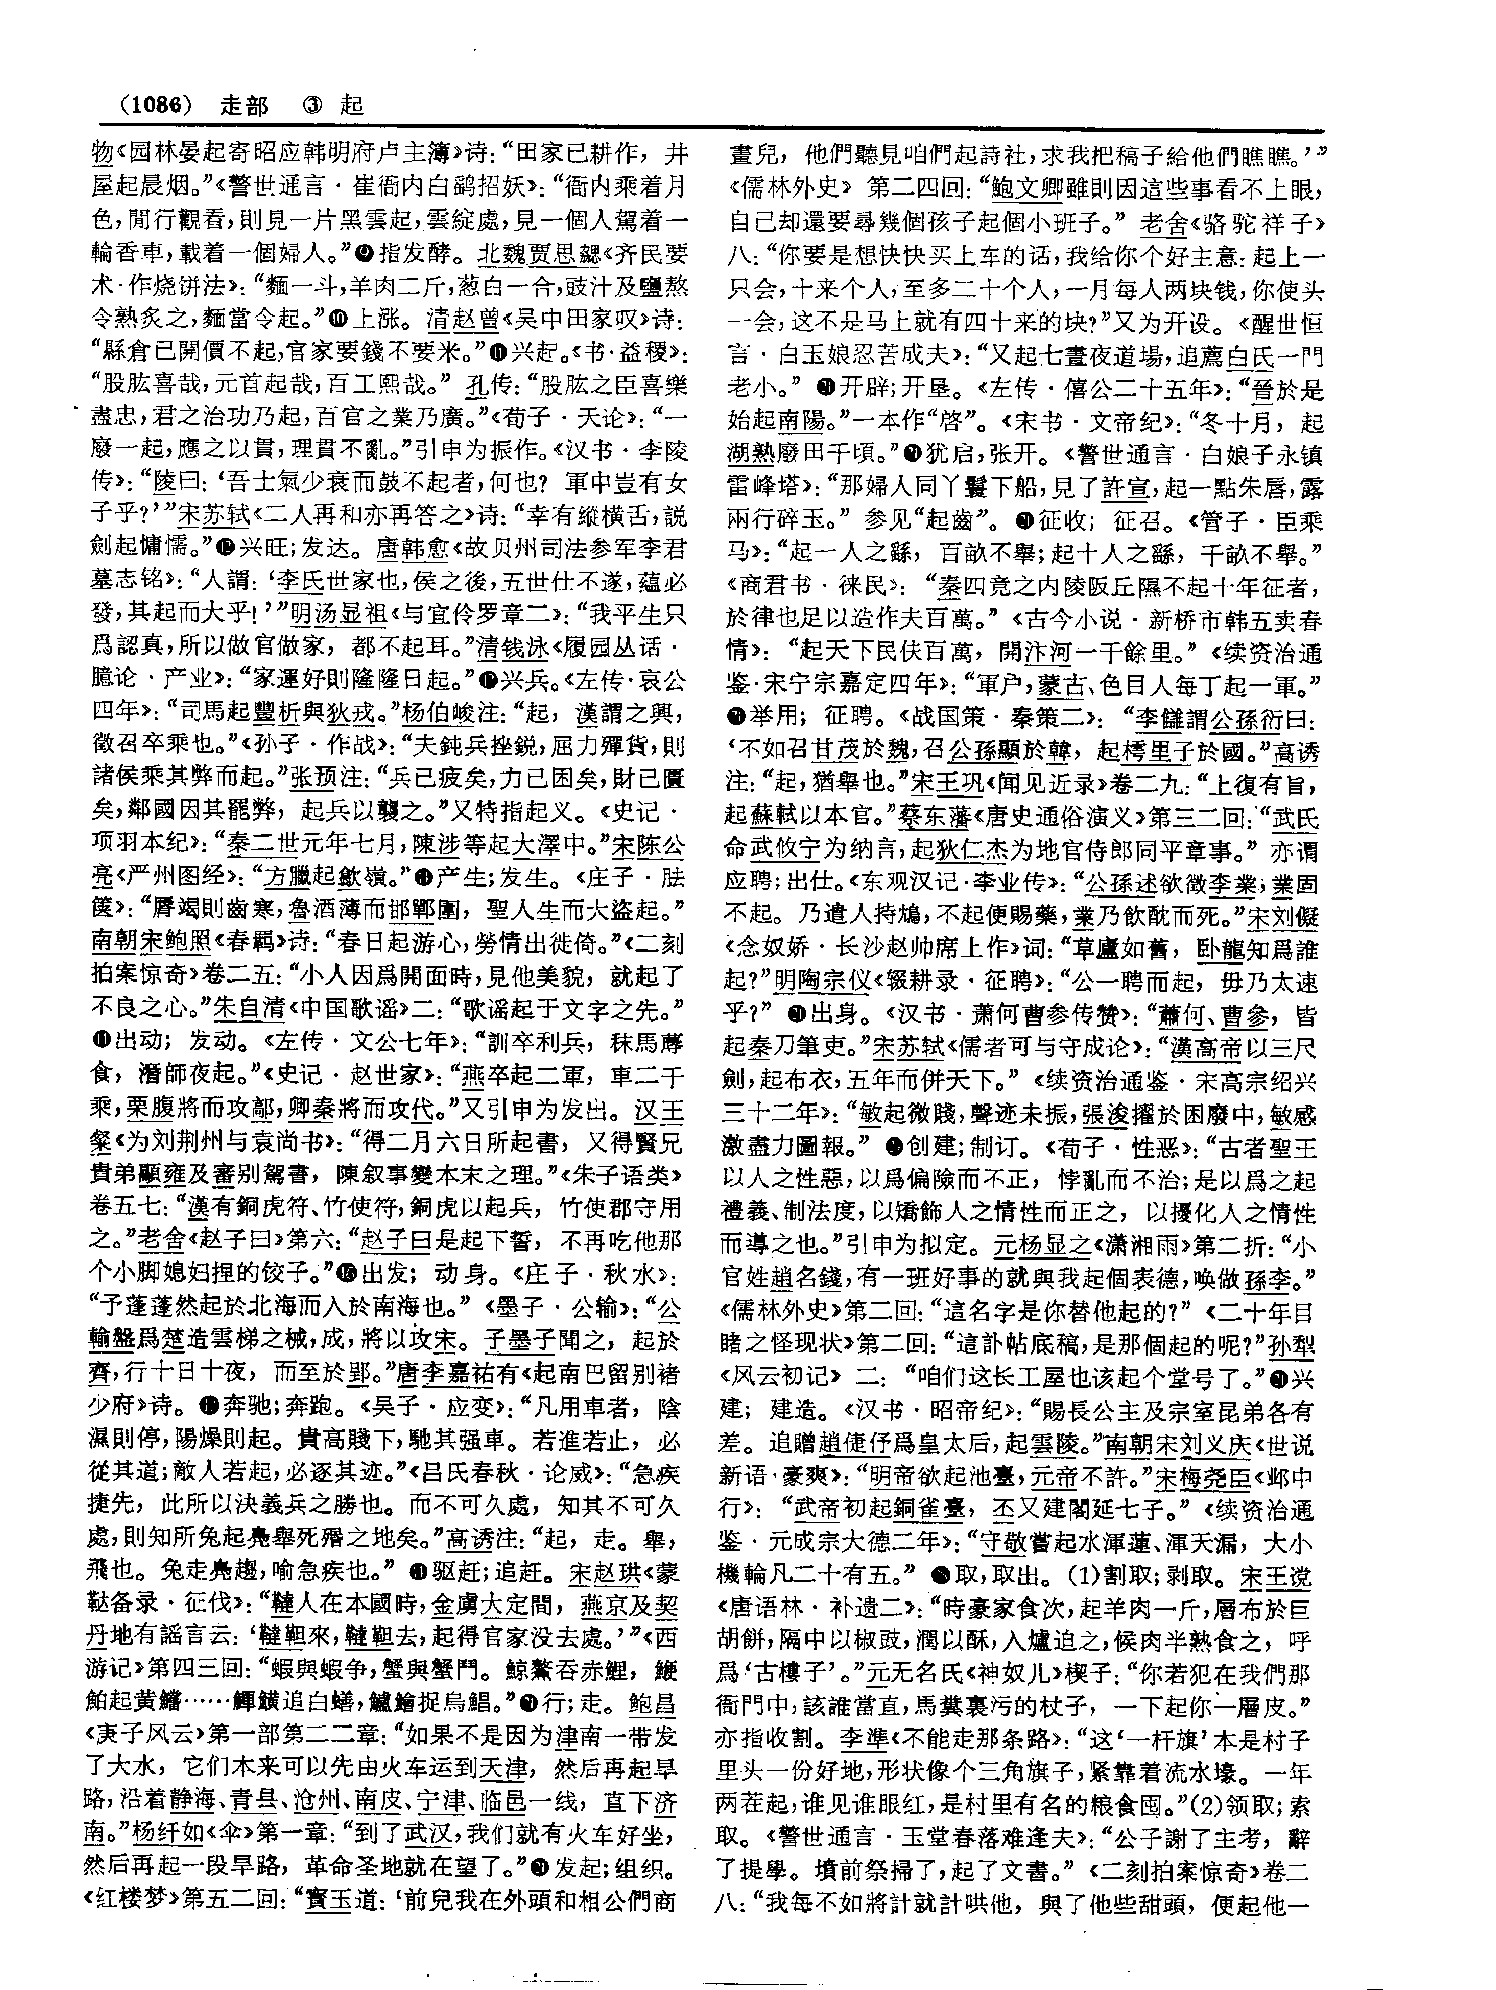 (1086) 走部 ③ 起
物《园林晏起寄昭应韩明府卢主簿》诗：“田家已耕作，井
屋起晨烟。”《警世通言·崔衙内白鹞招妖》：“衙内乘着月
色，閒行觀看，則見一片黑雲起，雲綻處，見一個人駕着一
輪香車，載着一個婦人。”❾指发酵。北魏贾思勰《齐民要
术·作烧饼法》：“麵一斗，羊肉二斤，葱白一合，豉汁及鹽熬
令熟炙之，麵當令起。”❿上涨。清赵曾《吴中田家叹》诗：
“縣倉已開價不起，官家要錢不要米。”⓫兴起。《书·益稷》：
“股肱喜哉，元首起哉，百工熙哉。”孔传：“股肱之臣喜樂
盡忠，君之治功乃起，百官之業乃廣。”《荀子·天论》：“一
廢一起，應之以貫，理貫不亂。”引申为振作。《汉书·李陵
传》：“陵曰：‘吾士氣少衰而鼓不起者，何也？軍中豈有女
子乎？’”宋苏轼《二人再和亦再答之》诗：“幸有縱横舌，説
劍起慵懦。”⓬兴旺；发达。唐韩愈《故贝州司法参军李君
墓志铭》：“人謂：‘李氏世家也，侯之後，五世仕不遂，藴必
發，其起而大乎！’”明汤显祖《与宜伶罗章二》：“我平生只
爲認真，所以做官做家，都不起耳。”清钱泳《履园丛话·
臆论·产业》：“家運好則隆隆日起。”⓭兴兵。《左传·哀公
四年》：“司馬起豐析與狄戎。”杨伯峻注：“起，漢謂之興，
徵召卒乘也。”《孙子·作战》：“夫鈍兵挫鋭，屈力殫貨，則
諸侯乘其弊而起。”张预注：“兵已疲矣，力已困矣，財已匱
矣，鄰國因其罷弊，起兵以襲之。”又特指起义。《史记·
项羽本纪》：“秦二世元年七月，陳涉等起大澤中。”宋陈公
亮《严州图经》：“方臘起歙嶺。”⓮产生；发生。《庄子·胠
箧》：“脣竭則齒寒，魯酒薄而邯鄲圍，聖人生而大盗起。”
南朝宋鲍照《春羁》诗：“春日起游心，勞情出徙倚。”《二刻
拍案惊奇》卷二五：“小人因爲開面時，見他美貌，就起了
不良之心。”朱自清《中国歌谣》二：“歌谣起于文字之先。”
⓯出动；发动。《左传·文公七年》：“訓卒利兵，秣馬蓐
食，潛師夜起。”《史记·赵世家》：“燕卒起二軍，車二千
乘，栗腹將而攻鄗，卿秦將而攻代。”又引申为发出。汉王
粲《为刘荆州与袁尚书》：“得二月六日所起書，又得賢兄
貴弟顯雍及審别駕書，陳叙事變本末之理。”《朱子语类》
卷五七：“漢有銅虎符、竹使符，銅虎以起兵，竹使郡守用
之。”老舍《赵子曰》第六：“赵子曰是起下誓，不再吃他那
个小脚媳妇捏的饺子。”⓰出发；动身。《庄子·秋水》：
“予蓬蓬然起於北海而入於南海也。”《墨子·公输》：“公
輸盤爲楚造雲梯之械，成，將以攻宋。子墨子聞之，起於
齊，行十日十夜，而至於郢。”唐李嘉祐有《起南巴留别褚
少府》诗。⓱奔驰；奔跑。《吴子·应变》：“凡用車者，陰
濕則停，陽燥則起。貴高賤下，馳其强車。若進若止，必
從其道；敵人若起，必逐其迹。”《吕氏春秋·论威》：“急疾
捷先，此所以決義兵之勝也。而不可久處，知其不可久
處，則知所兔起鳧舉死殙之地矣。”高诱注：“起，走。舉，
飛也。兔走鳧趨，喻急疾也。”⓲驱赶；追赶。宋赵珙《蒙
鞑备录·征伐》：“韃人在本國時，金虜大定間，燕京及契
丹地有謡言云：‘韃靼來，韃靼去，趕得官家没去處。’”《西
游记》第四三回：“蝦與蝦争，蟹與蟹鬥。鯨鰲吞赤鯉，鯾
鮊起黄鱨……鱘鰉追白蟮，鱸鱠捉烏鯧。”⓳行；走。鲍昌
《庚子风云》第一部第二二章：“如果不是因为津南一带发
了大水，它们本来可以先由火车运到天津，然后再起旱
路，沿着静海、青县、沧州、南皮、宁津、临邑一线，直下济
南。”杨纤如《伞》第一章：“到了武汉，我们就有火车好坐，
然后再起一段旱路，革命圣地就在望了。”⓴发起；组织。
《红楼梦》第五二回：“寳玉道：‘前兒我在外頭和相公們商
畫兒，他們聽見咱們起詩社，求我把稿子給他們瞧瞧。’”
《儒林外史》第二四回：“鮑文卿雖則因這些事看不上眼，
自己却還要尋幾個孩子起個小班子。”老舍《骆驼祥子》
八：“你要是想快快买上车的话，我给你个好主意：起上一
只会，十来个人，至多二十个人，一月每人两块钱，你使头
一会；这不是马上就有四十来的块？”又为开设。《醒世恒
言·白玉娘忍苦成夫》：“又起七晝夜道場，追薦白氏一門
老小。”㉑开辟；开垦。《左传·僖公二十五年》：“晉於是
始起南陽。”一本作“啓”。《宋书·文帝纪》：“冬十月，起
湖熟廢田千頃。”㉒犹启，张开。《警世通言·白娘子永镇
雷峰塔》：“那婦人同丫鬟下船，見了許宣，起一點朱唇，露
兩行碎玉。”参见“起齒”。㉓征收；征召。《管子·臣乘
马》：“起一人之繇，百畝不舉；起十人之繇，千畝不舉。”
《商君书·徕民》：“秦四竟之内陵阪丘隰不起十年征者，
於律也足以造作夫百萬。”《古今小说·新桥市韩五卖春
情》：“起天下民伕百萬，開汴河一千餘里。”《续资治通
鉴·宋宁宗嘉定四年》：“軍户，蒙古、色目人每丁起一軍。”
㉔举用；征聘。《战国策·秦策二》：“李讎謂公孫衍曰：
‘不如召甘茂於魏，召公孫顯於韓，起樗里子於國。”高诱
注：“起，猶舉也。”宋王巩《闻见近录》卷二九：“上復有旨，
起蘇軾以本官。”蔡东藩《唐史通俗演义》第三二回：“武氏
命武攸宁为纳言，起狄仁杰为地官侍郎同平章事。”亦谓
应聘；出仕。《东观汉记·李业传》：“公孫述欲徵李業，業固
不起。乃遣人持鴆，不起便賜藥，業乃飲酖而死。”宋刘儗
《念奴娇·长沙赵帅席上作》词：“草廬如舊，卧龍知爲誰
起？”明陶宗仪《辍耕录·征聘》：“公一聘而起，毋乃太速
乎？”㉕出身。《汉书·萧何曹参传赞》：“蕭何、曹參，皆
起秦刀筆吏。”宋苏轼《儒者可与守成论》：“漢高帝以三尺
劍，起布衣，五年而併天下。”《续资治通鉴·宋高宗绍兴
三十二年》：“敏起微賤，聲迹未振，張浚擢於困廢中，敏感
激盡力圖報。”㉖创建；制订。《荀子·性恶》：“古者聖王
以人之性惡，以爲偏險而不正，悖亂而不治；是以爲之起
禮義、制法度，以矯飾人之情性而正之，以擾化人之情性
而導之也。”引申为拟定。元杨显之《潇湘雨》第二折：“小
官姓趙名錢，有一班好事的就與我起個表德，唤做孫李。”
《儒林外史》第二回：“這名字是你替他起的？”《二十年目
睹之怪现状》第二回：“這訃帖底稿，是那個起的呢？”孙犁
《风云初记》二：“咱们这长工屋也该起个堂号了。”㉗兴
建；建造。《汉书·昭帝纪》：“賜長公主及宗室昆弟各有
差。追贈趙倢伃爲皇太后，起雲陵。”南朝宋刘义庆《世说
新语·豪爽》：“明帝欲起池臺，元帝不許。”宋梅尧臣《邺中
行》：“武帝初起銅雀臺，丕又建閣延七子。”《续资治通
鉴·元成宗大德二年》：“守敬嘗起水渾蓮、渾天漏，大小
機輪凡二十有五。”㉘取，取出。(1)割取；剥取。宋王谠
《唐语林·补遗二》：“時豪家食次，起羊肉一斤，層布於巨
胡餅，隔中以椒豉，潤以酥，入爐迫之，候肉半熟食之，呼
爲‘古樓子’。”元无名氏《神奴儿》楔子：“你若犯在我們那
衙門中，該誰當直，馬糞裏污的杖子，一下起你一層皮。”
亦指收割。李準《不能走那条路》：“这‘一杆旗’本是村子
里头一份好地，形状像个三角旗子，紧靠着流水壕。一年
两茬起，谁见谁眼红，是村里有名的粮食囤。”(2)领取；索
取。《警世通言·玉堂春落难逢夫》：“公子謝了主考，辭
了提學。墳前祭掃了，起了文書。”《二刻拍案惊奇》卷二
八：“我每不如將計就計哄他，與了他些甜頭，便起他一